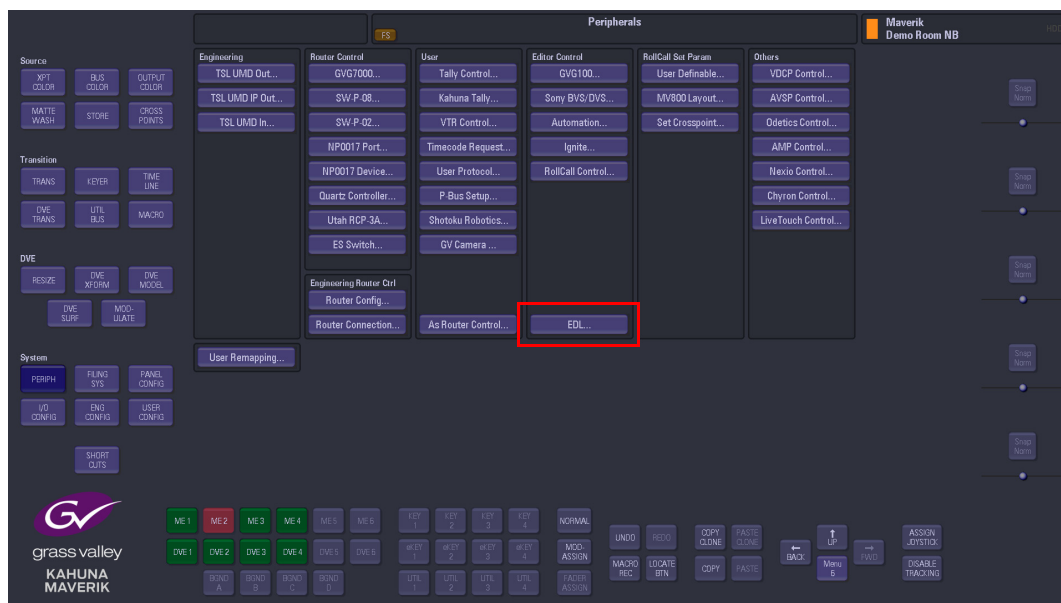 Peripherals
FS
Maverik
Demo Room NB
Source
XPT
COLOR
BUS
COLOR
OUTPUT
COLOR
MATTE
WASH
STORE
CROSS
POINTS
Transition
TRANS
KEYER
TIME
LINE
DVE
TRANS
UTIL
BUS
MACRO
DVE
RESIZE
DVE
XFORM
DVE
MODEL
DVE
SURF
MOD-
ULATE
System
PERIPH
FILING
SYS
PANEL
CONFIG
I/O
CONFIG
ENG
CONFIG
USER
CONFIG
SHORT
CUTS
Engineering
TSL UMD Out...
TSL UMD IP Out...
TSL UMD In...
Router Control
GVG7000...
SW-P-08...
SW-P-02...
NP0017 Port...
NP0017 Device...
Quartz Controller...
Utah RCP-3A...
ES Switch...
Engineering Router Ctrl
Router Config...
Router Connection...
User
Tally Control...
Kahuna Tally...
VTR Control...
Timecode Request...
User Protocol...
P-Bus Setup...
Shotoku Robotics...
GV Camera ...
As Router Control...
Editor Control
GVG100...
Sony BVS/DVS...
Automation...
Ignite...
RollCall Control...
EDL...
RollCall Set Param
User Definable...
MV800 Layout...
Set Crosspoint...
Others
VDCP Control...
AVSP Control...
Odetics Control...
AMP Control...
Nexio Control...
Chyron Control...
LiveTouch Control...
User Remapping...
Snap
Norm
Snap
Norm
Snap
Norm
Snap
Norm
Snap
Norm
GV
grass valley
KAHUNA
MAVERIK
ME 1
ME 2
ME 3
ME 4
ME 5
ME 6
KEY
1
KEY
2
KEY
3
KEY
4
NORMAL
DVE 1
DVE 2
DVE 3
DVE 4
DVE 5
DVE 6
eKEY
1
eKEY
2
eKEY
3
eKEY
4
MOD-
ASSIGN
BGND
A
BGND
B
BGND
C
BGND
D
UTIL
1
UTIL
2
UTIL
3
UTIL
4
FADER
ASSIGN
UNDO
REDO
COPY
CLONE
PASTE
CLONE
MACRO
REC
LOCATE
BTN
COPY
PASTE
BACK
UP
Menu
6
FWD
ASSIGN
JOYSTICK
DISABLE
TRACKING